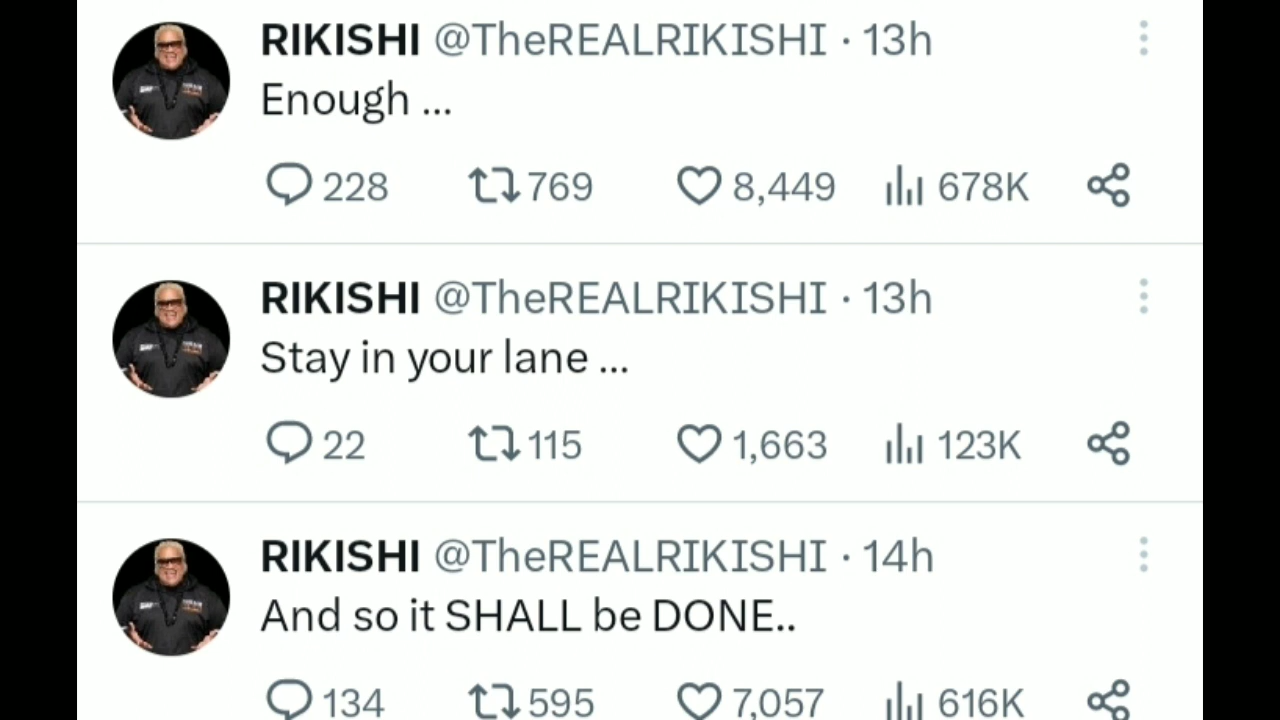 RIKISHI @TheREALRIKISHI · 13h
Enough ...
228 769 8,449 678K
RIKISHI @TheREALRIKISHI · 13h
Stay in your lane ...
22 115 1,663 123K
RIKISHI @TheREALRIKISHI · 14h
And so it SHALL be DONE..
134 595 7,057 616K